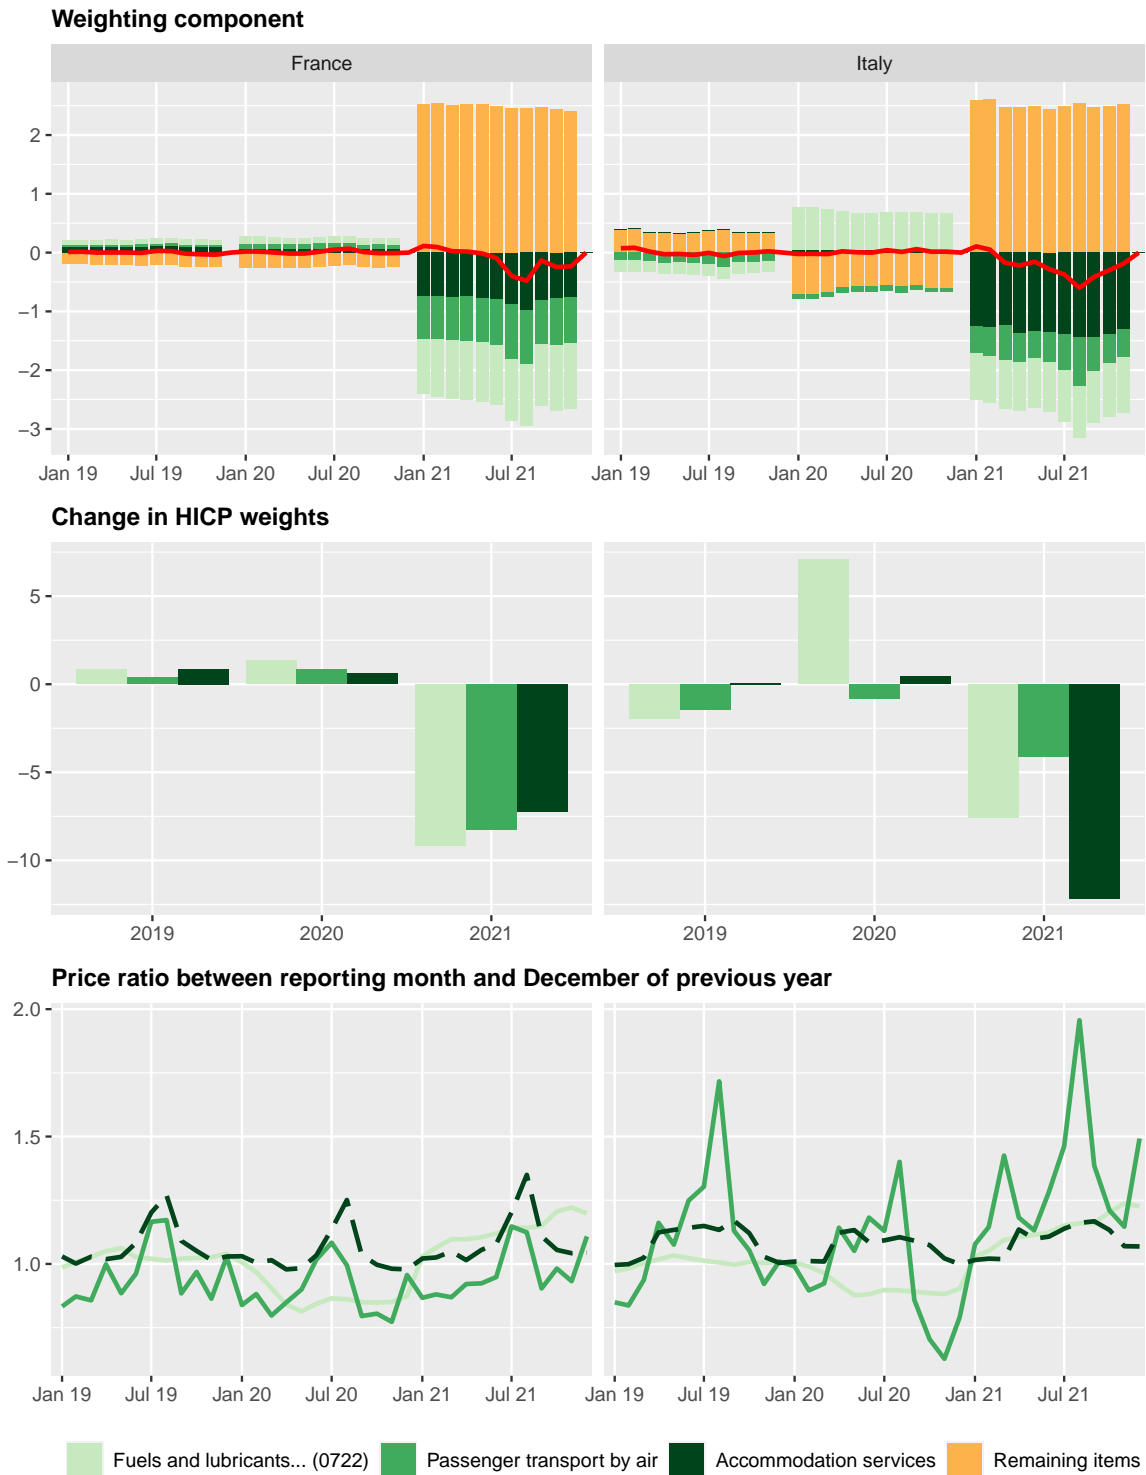 Weighting component
France
Italy
2
1
0
−1
−2
−3
Jan 19 Jul 19 Jan 20 Jul 20 Jan 21 Jul 21
Jan 19 Jul 19 Jan 20 Jul 20 Jan 21 Jul 21
Change in HICP weights
5
0
−5
−10
2019 2020 2021
2019 2020 2021
Price ratio between reporting month and December of previous year
2.0
1.5
1.0
Jan 19 Jul 19 Jan 20 Jul 20 Jan 21 Jul 21
Jan 19 Jul 19 Jan 20 Jul 20 Jan 21 Jul 21
Fuels and lubricants... (0722) Passenger transport by air Accommodation services Remaining items